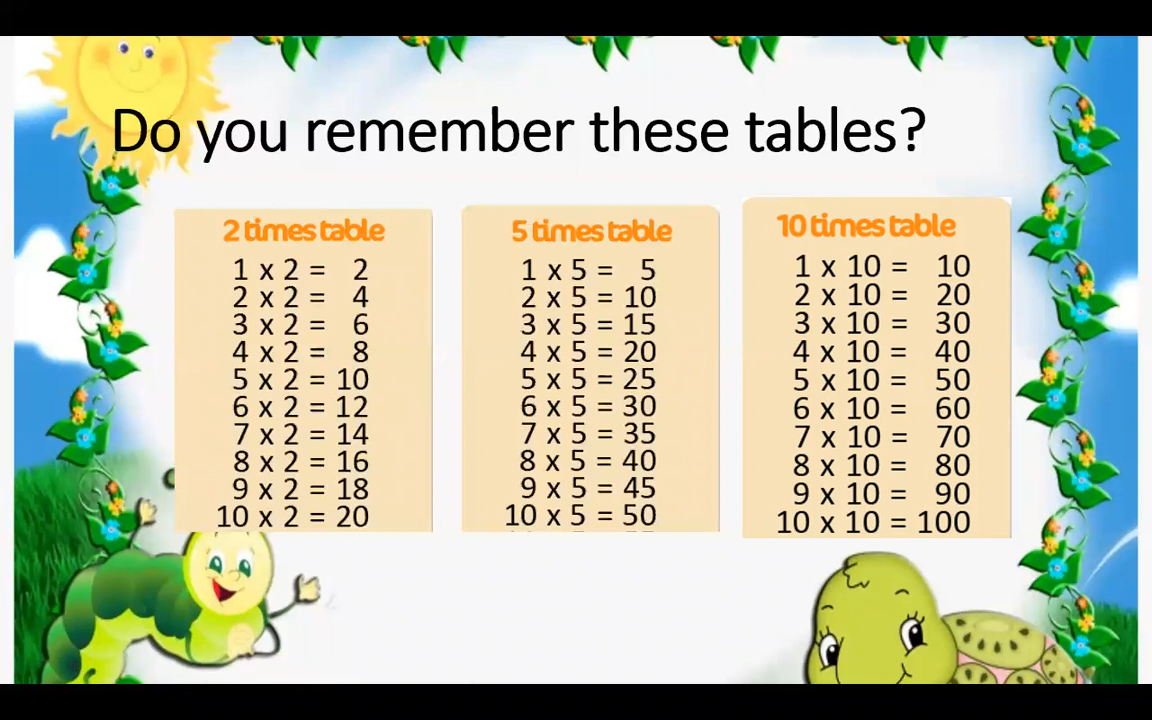 Do you remember these tables?
2 times table
1 x 2 = 2
2 x 2 = 4
3 x 2 = 6
4 x 2 = 8
5 x 2 = 10
6 x 2 = 12
7 x 2 = 14
8 x 2 = 16
9 x 2 = 18
10 x 2 = 20
5 times table
1 x 5 = 5
2 x 5 = 10
3 x 5 = 15
4 x 5 = 20
5 x 5 = 25
6 x 5 = 30
7 x 5 = 35
8 x 5 = 40
9 x 5 = 45
10 x 5 = 50
10 times table
1 x 10 = 10
2 x 10 = 20
3 x 10 = 30
4 x 10 = 40
5 x 10 = 50
6 x 10 = 60
7 x 10 = 70
8 x 10 = 80
9 x 10 = 90
10 x 10 = 100